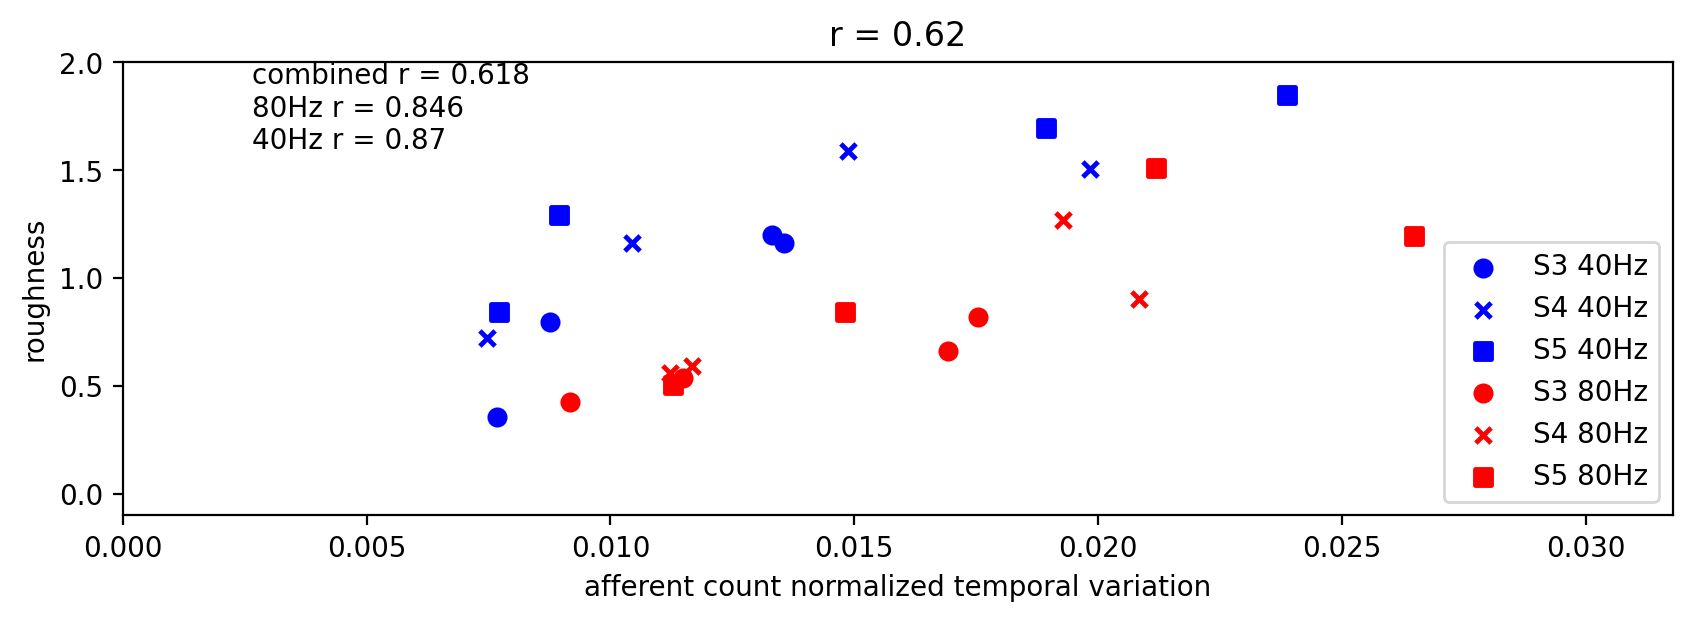 r = 0.62
combined r = 0.618
80Hz r = 0.846
40Hz r = 0.87
2.0
1.5
1.0
0.5
0.0
roughness
S3 40Hz
S4 40Hz
S5 40Hz
S3 80Hz
S4 80Hz
S5 80Hz
0.000 0.005 0.010 0.015 0.020 0.025 0.030
afferent count normalized temporal variation